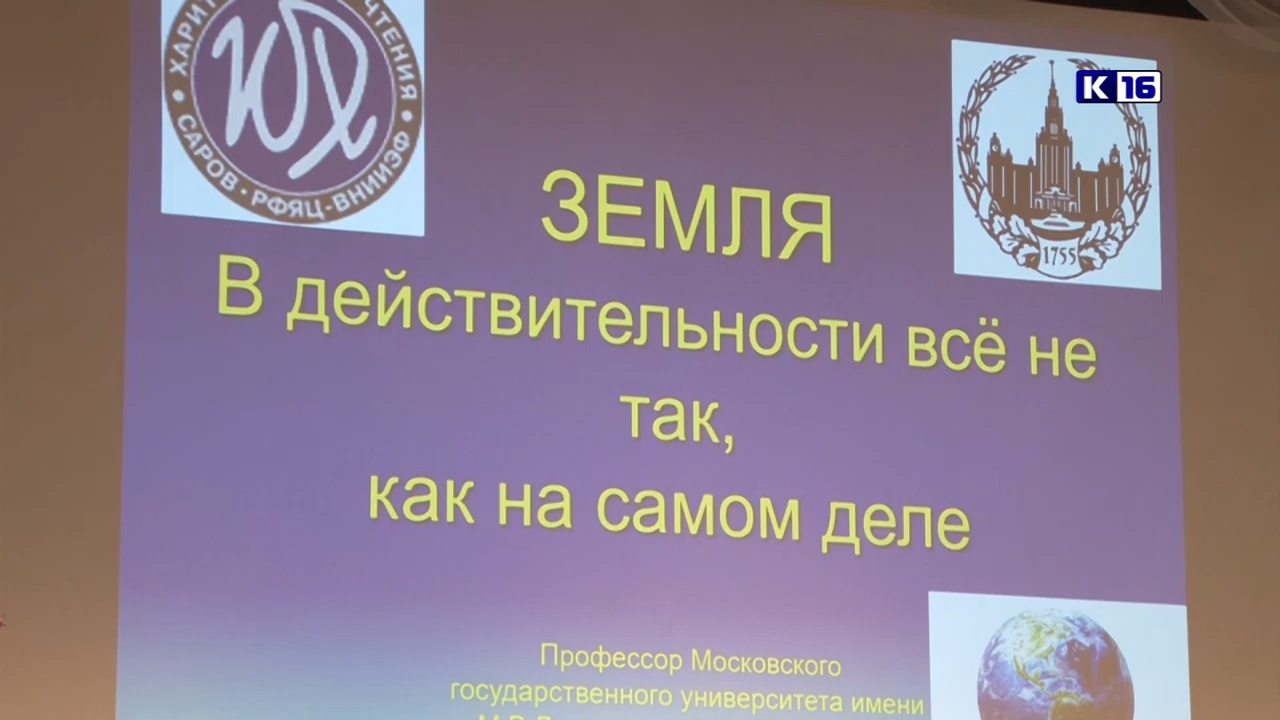 ЧТЕНИЯ
САРОВ • РФЯЦ-ВНИИЭФ
ЮХ
К 16
1755
ЗЕМЛЯ
В действительности всё не
так,
как на самом деле
Профессор Московского
государственного университета имени